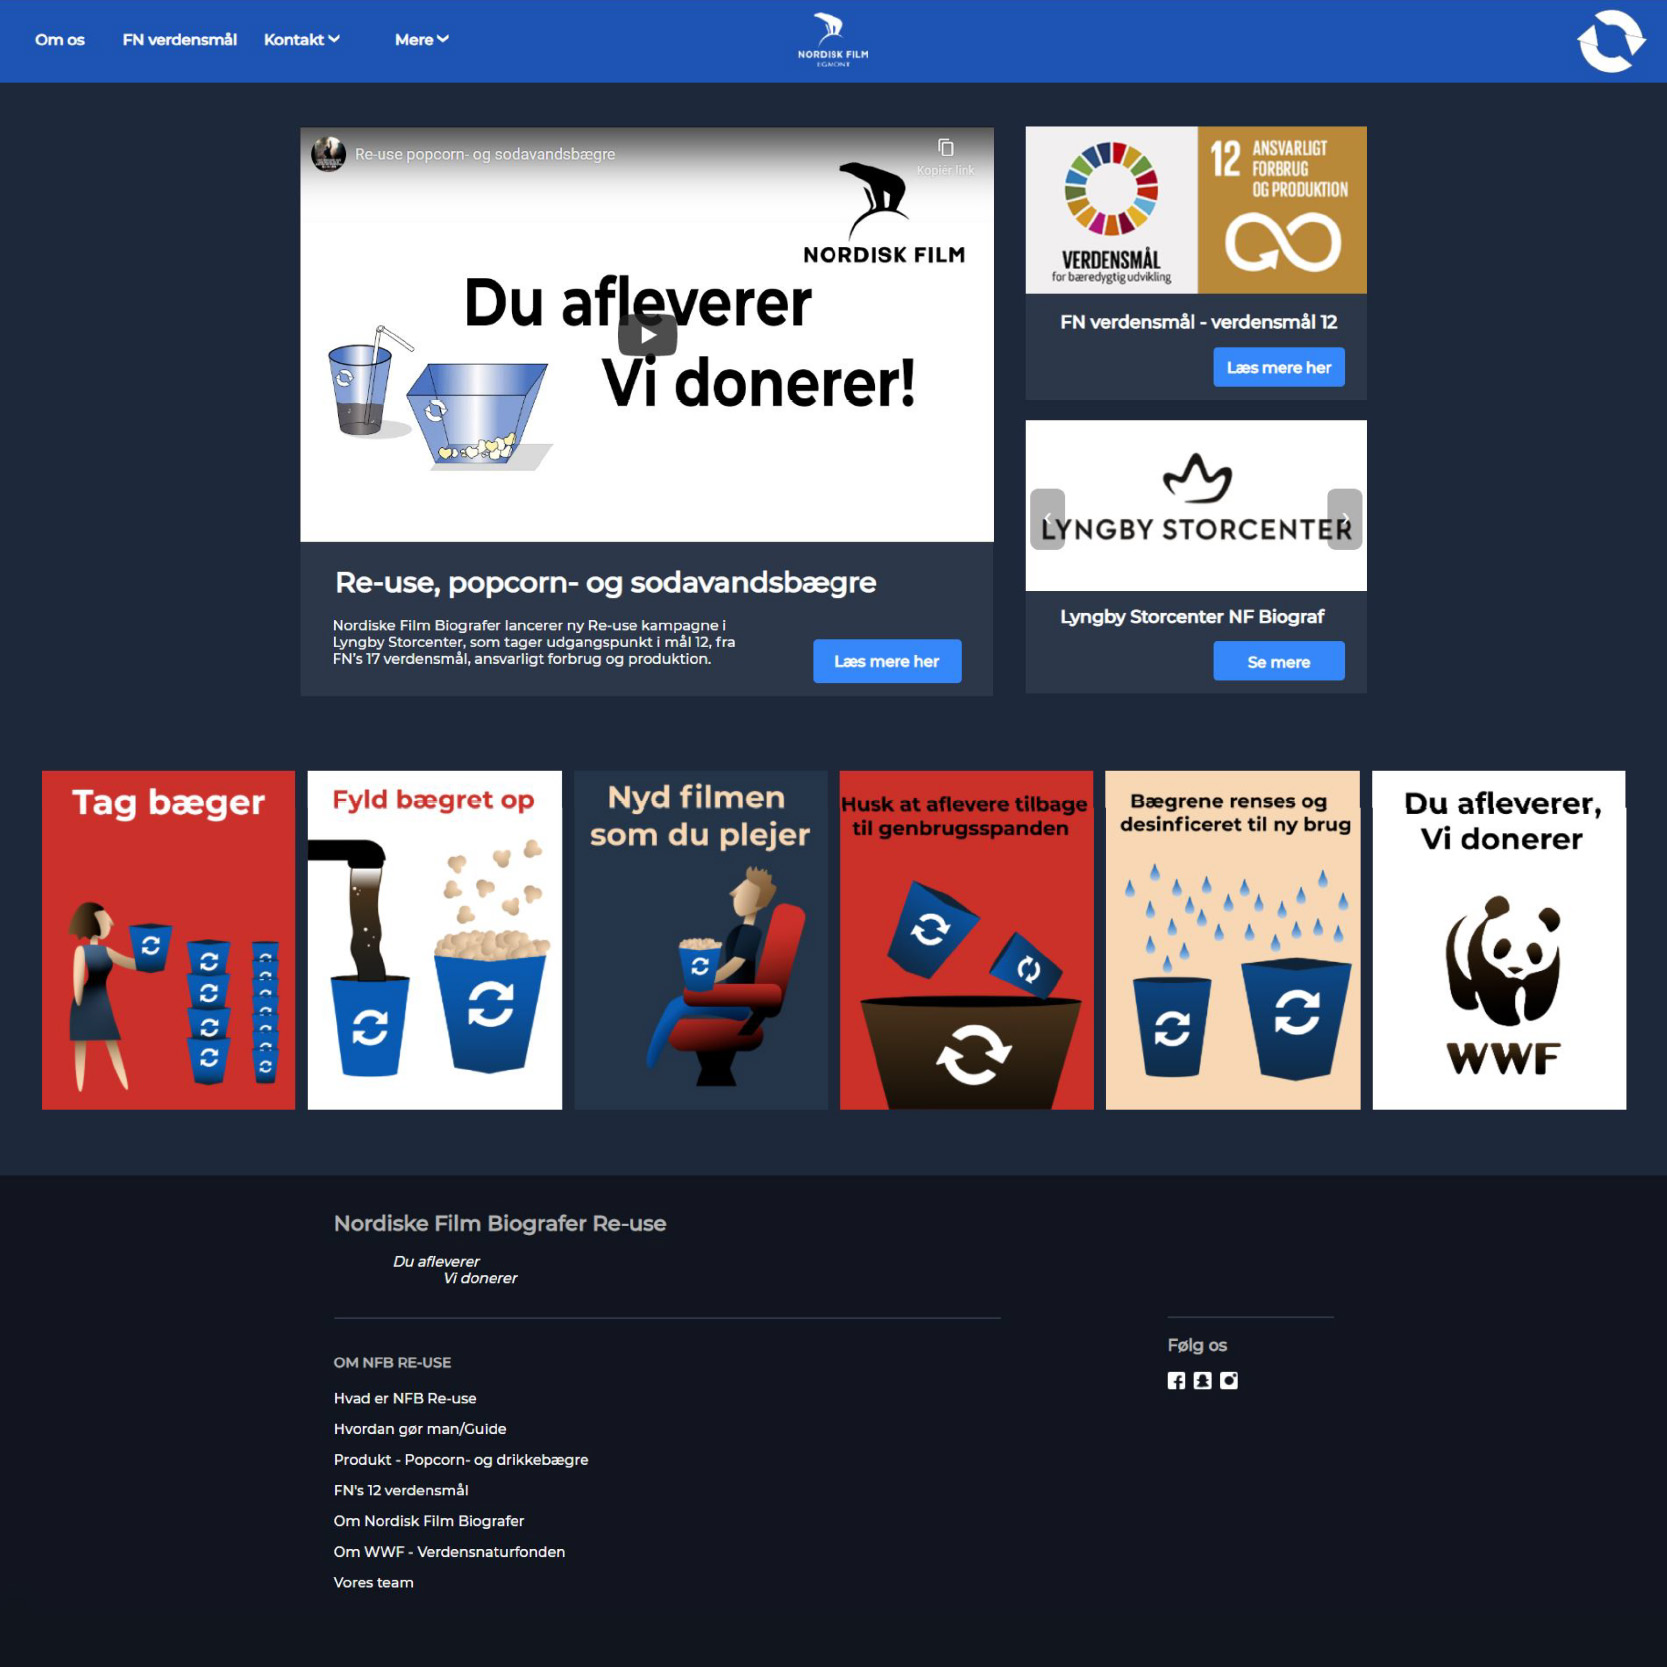 Om os
FN verdensmål
Kontakt
Mere
NORDISK FILM
EGMONT
Re-use popcorn- og sodavandsbægre
Kopiér link
NORDISK FILM
Du afleverer
Vi donerer!
Re-use, popcorn- og sodavandsbægre
Nordiske Film Biografer lancerer ny Re-use kampagne i
Lyngby Storcenter, som tager udgangspunkt i mål 12, fra
FN's 17 verdensmål, ansvarligt forbrug og produktion.
Læs mere her
VERDENSMÅL
for bæredygtig udvikling
12 ANSVARLIGT
FORBRUG
OG PRODUKTION
FN verdensmål - verdensmål 12
Læs mere her
LYNGBY STORCENTER
Lyngby Storcenter NF Biograf
Se mere
Tag bæger
Fyld bægret op
Nyd filmen
som du plejer
Husk at aflevere tilbage
til genbrugsspanden
Bægrene renses og
desinficeret til ny brug
Du afleverer,
Vi donerer
WWF
Nordiske Film Biografer Re-use
Du afleverer
Vi donerer
OM NFB RE-USE
Hvad er NFB Re-use
Hvordan gør man/Guide
Produkt - Popcorn- og drikkebægre
FN's 12 verdensmål
Om Nordisk Film Biografer
Om WWF - Verdensnaturfonden
Vores team
Følg os